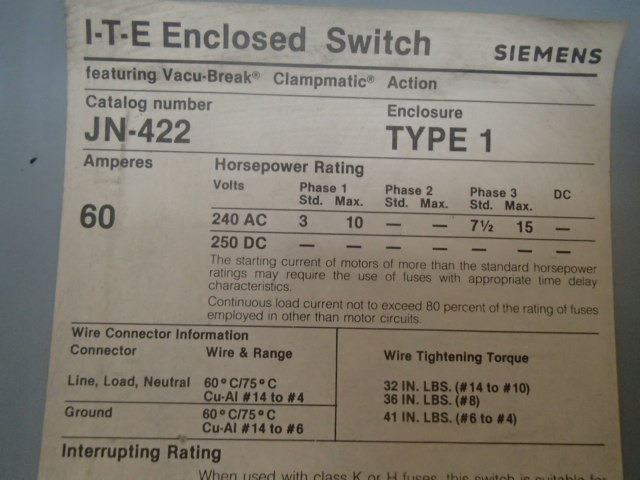 I-T-E Enclosed Switch SIEMENS
featuring Vacu-Break® Clampmatic® Action
Catalog number Enclosure
JN-422 TYPE 1
Amperes Horsepower Rating
Volts Phase 1 Phase 2 Phase 3 DC
Std. Max. Std. Max. Std. Max.
60 240 AC 3 10 — — 7½ 15 —
250 DC — — — — — — —
The starting current of motors of more than the standard horsepower
ratings may require the use of fuses with appropriate time delay
characteristics.
Continuous load current not to exceed 80 percent of the rating of fuses
employed in other than motor circuits.
Wire Connector Information
Connector Wire & Range Wire Tightening Torque
Line, Load, Neutral 60°C/75°C 32 IN. LBS. (#14 to #10)
Cu-Al #14 to #4 36 IN. LBS. (#8)
Ground 60°C/75°C 41 IN. LBS. (#6 to #4)
Cu-Al #14 to #6
Interrupting Rating
When used with class K or H fuses, this switch is suitable for